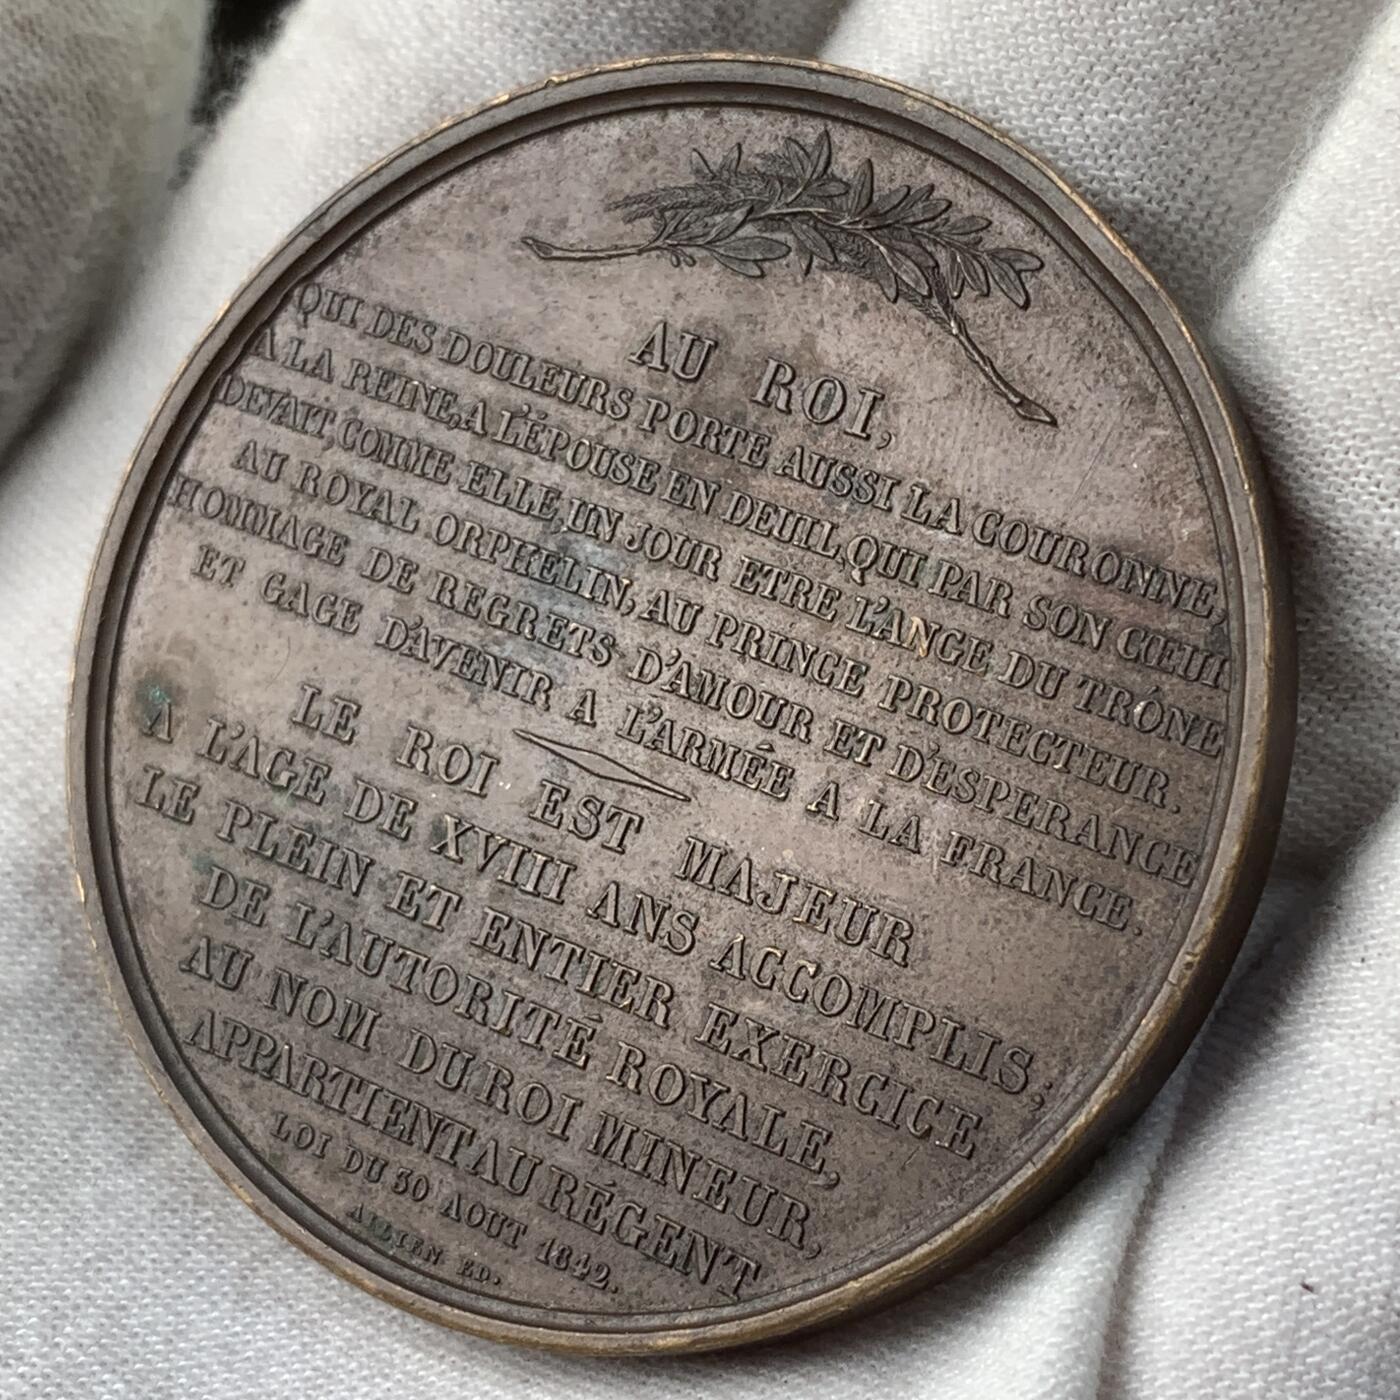 AU ROI,
QUI DES DOULEURS PORTE AUSSI LA COURONNE,
A LA REINE, A L'ÉPOUSE EN DEUIL, QUI PAR SON CŒUR
DEVAIT, COMME ELLE, UN JOUR ETRE L'ANGE DU TRÔNE
AU ROYAL ORPHELIN, AU PRINCE PROTECTEUR.
HOMMAGE DE REGRETS D'AMOUR ET D'ESPERANCE
ET GAGE D'AVENIR A L'ARMÉE A LA FRANCE.
LE ROI EST MAJEUR
A L'AGE DE XVIII ANS ACCOMPLIS;
LE PLEIN ET ENTIER EXERCICE
DE L'AUTORITÉ ROYALE,
AU NOM DU ROI MINEUR,
APPARTIENT AU RÉGENT
LOI DU 30 AOUT 1842.
ALLIEN ED.